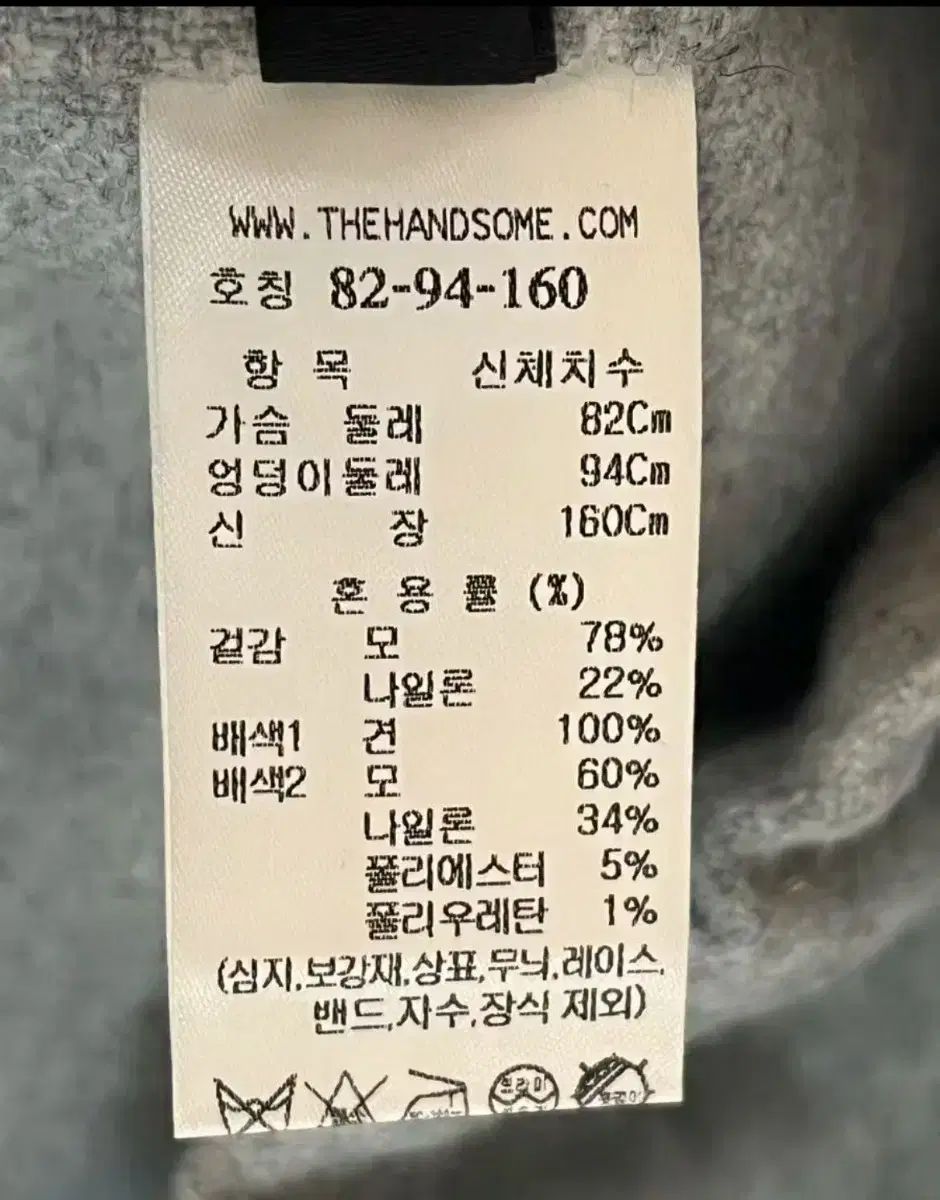 WWW.THEHANDSOME.COM
호칭 82-94-160
항 목 신체치수
가슴 둘레 82Cm
엉덩이둘레 94Cm
신 장 160Cm
혼 용 률 (%)
겉감 모 78%
나일론 22%
배색1 견 100%
배색2 모 60%
나일론 34%
폴리에스터 5%
폴리우레탄 1%
(심지,보강재,상표,무늬,레이스,
밴드,자수,장식 제외)
드라이